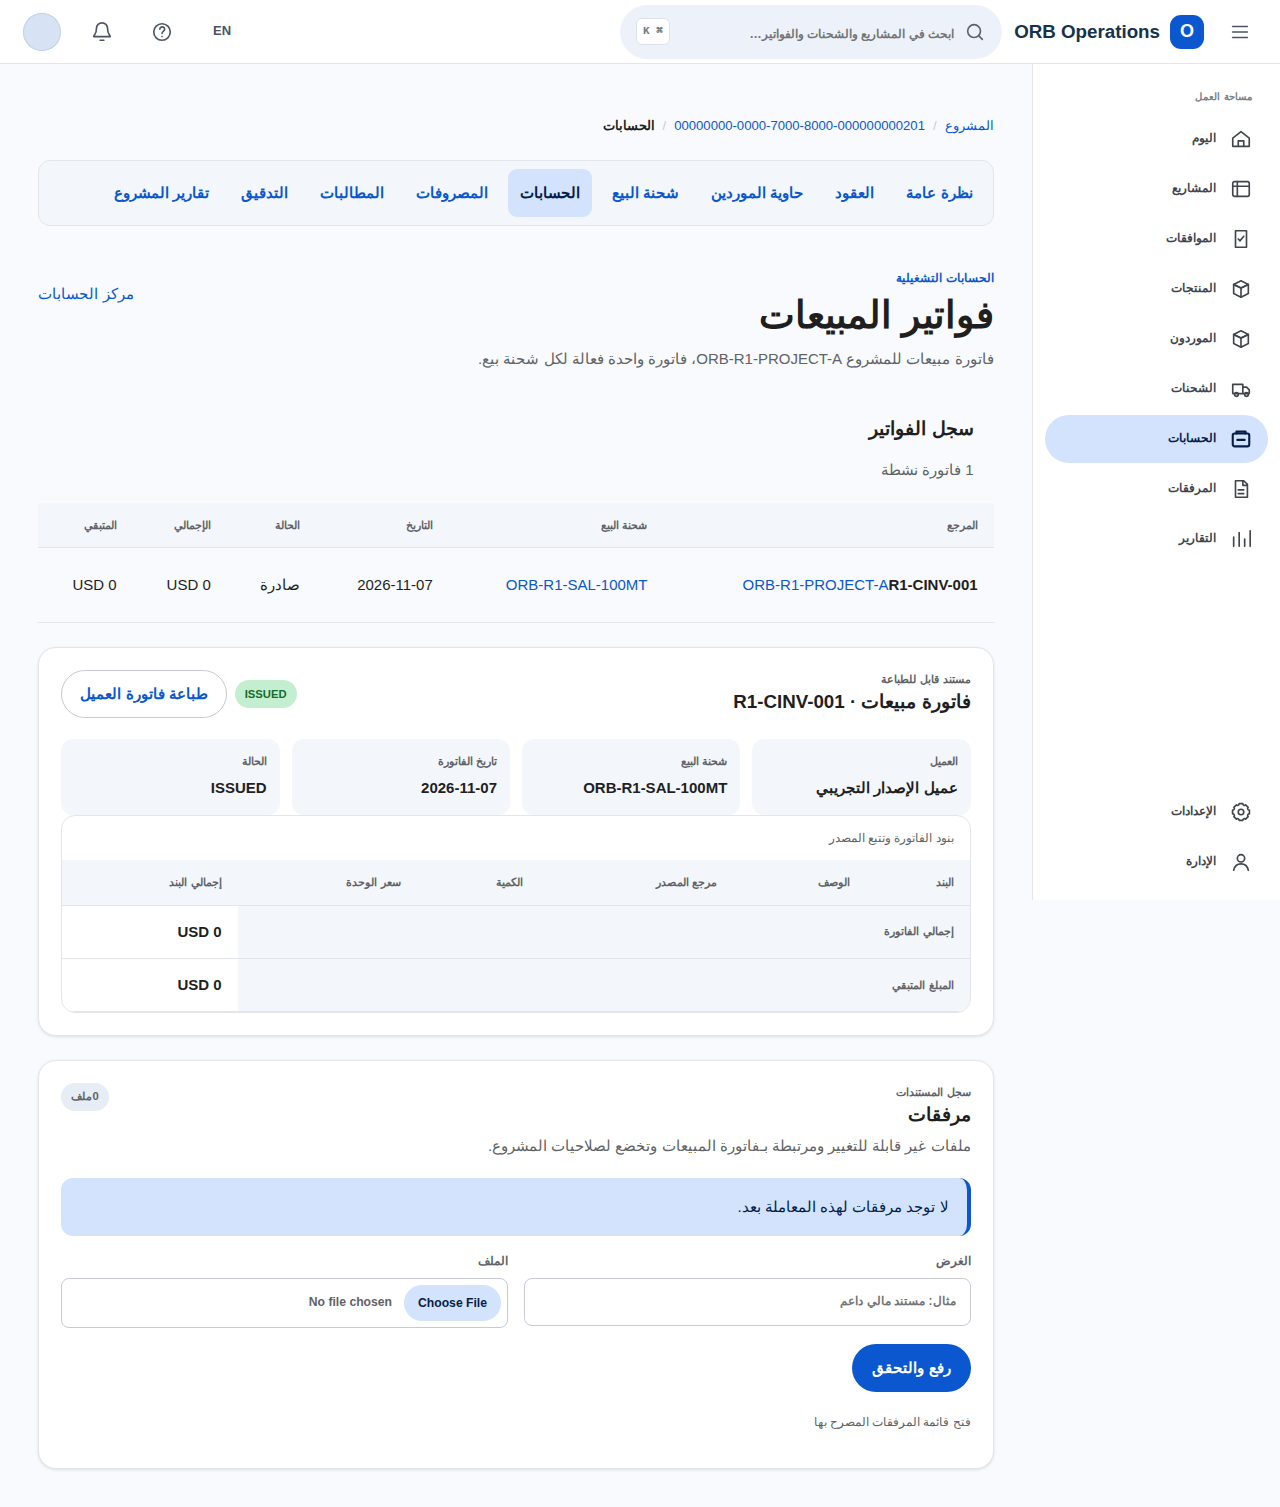 O ORB Operations
ابحث في المشاريع والشحنات والفواتير... ⌘ K
EN
مساحة العمل
اليوم
المشاريع
الموافقات
المنتجات
الموردون
الشحنات
الحسابات
المرفقات
التقارير
الإعدادات
الإدارة
المشروع / 00000000-0000-7000-8000-000000000201 / الحسابات
نظرة عامة العقود حاوية الموردين شحنة البيع الحسابات المصروفات المطالبات التدقيق تقارير المشروع
الحسابات التشغيلية
فواتير المبيعات
مركز الحسابات
فاتورة مبيعات للمشروع ORB-R1-PROJECT-A، فاتورة واحدة فعالة لكل شحنة بيع.
سجل الفواتير
1 فاتورة نشطة
المرجع شحنة البيع التاريخ الحالة الإجمالي المتبقي
R1-CINV-001 ORB-R1-PROJECT-A ORB-R1-SAL-100MT 2026-11-07 صادرة USD 0 USD 0
مستند قابل للطباعة
فاتورة مبيعات · R1-CINV-001
ISSUED طباعة فاتورة العميل
العميل شحنة البيع تاريخ الفاتورة الحالة
عميل الإصدار التجريبي ORB-R1-SAL-100MT 2026-11-07 ISSUED
بنود الفاتورة وتتبع المصدر
البند الوصف مرجع المصدر الكمية سعر الوحدة إجمالي البند
إجمالي الفاتورة USD 0
المبلغ المتبقي USD 0
سجل المستندات
مرفقات
0ملف
ملفات غير قابلة للتغيير ومرتبطة بـفاتورة المبيعات وتخضع لصلاحيات المشروع.
لا توجد مرفقات لهذه المعاملة بعد.
الغرض الملف
مثال: مستند مالي داعم Choose File No file chosen
رفع والتحقق
فتح قائمة المرفقات المصرح بها